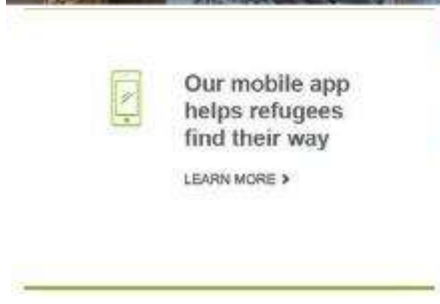 Our mobile app
helps refugees
find their way
LEARN MORE >